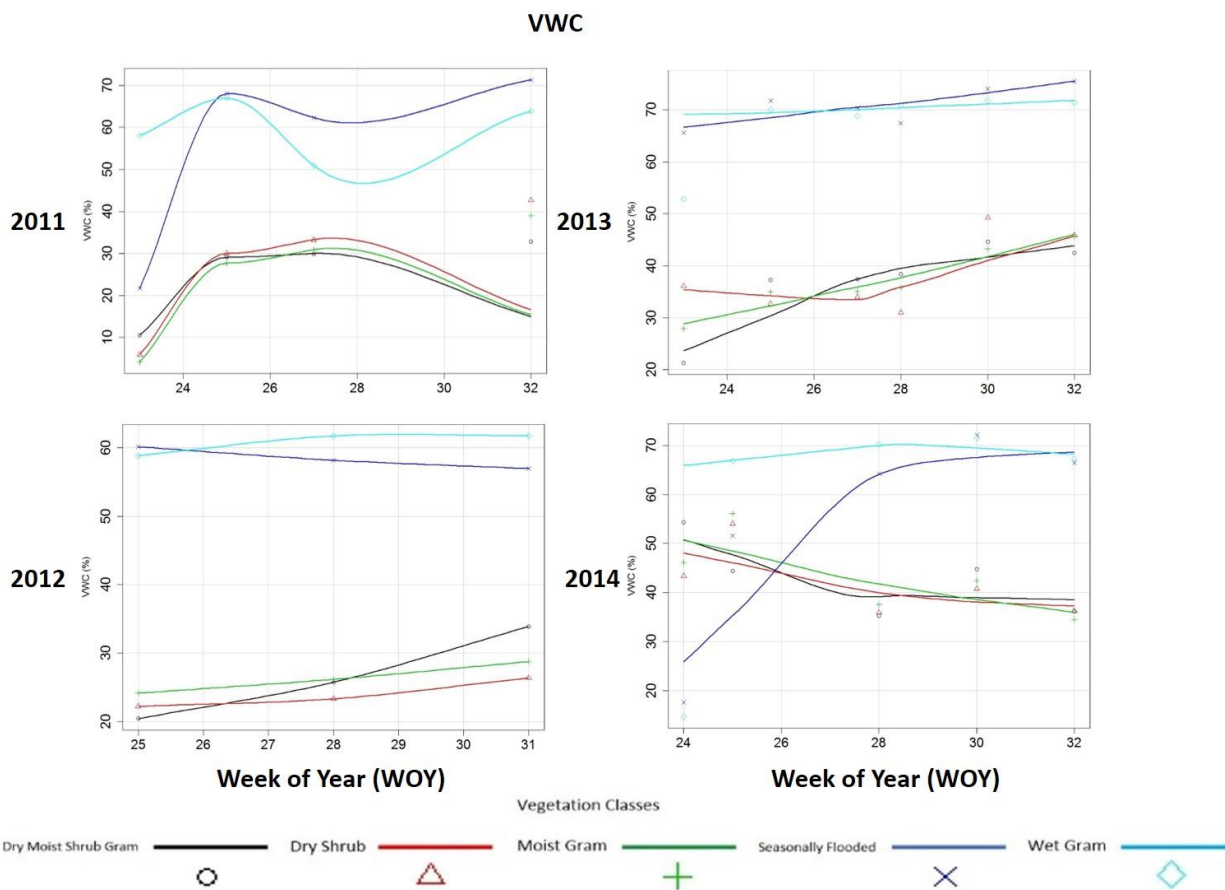 VWC
2011
VWC (%)
70
60
50
40
30
20
10
24 26 28 30 32
2013
VWC (%)
70
60
50
40
30
20
24 26 28 30 32
2012
VWC (%)
60
50
40
30
20
25 26 27 28 29 30 31
Week of Year (WOY)
2014
VWC (%)
70
60
50
40
30
20
24 26 28 30 32
Week of Year (WOY)
Vegetation Classes
Dry Moist Shrub Gram Dry Shrub Moist Gram Seasonally Flooded Wet Gram